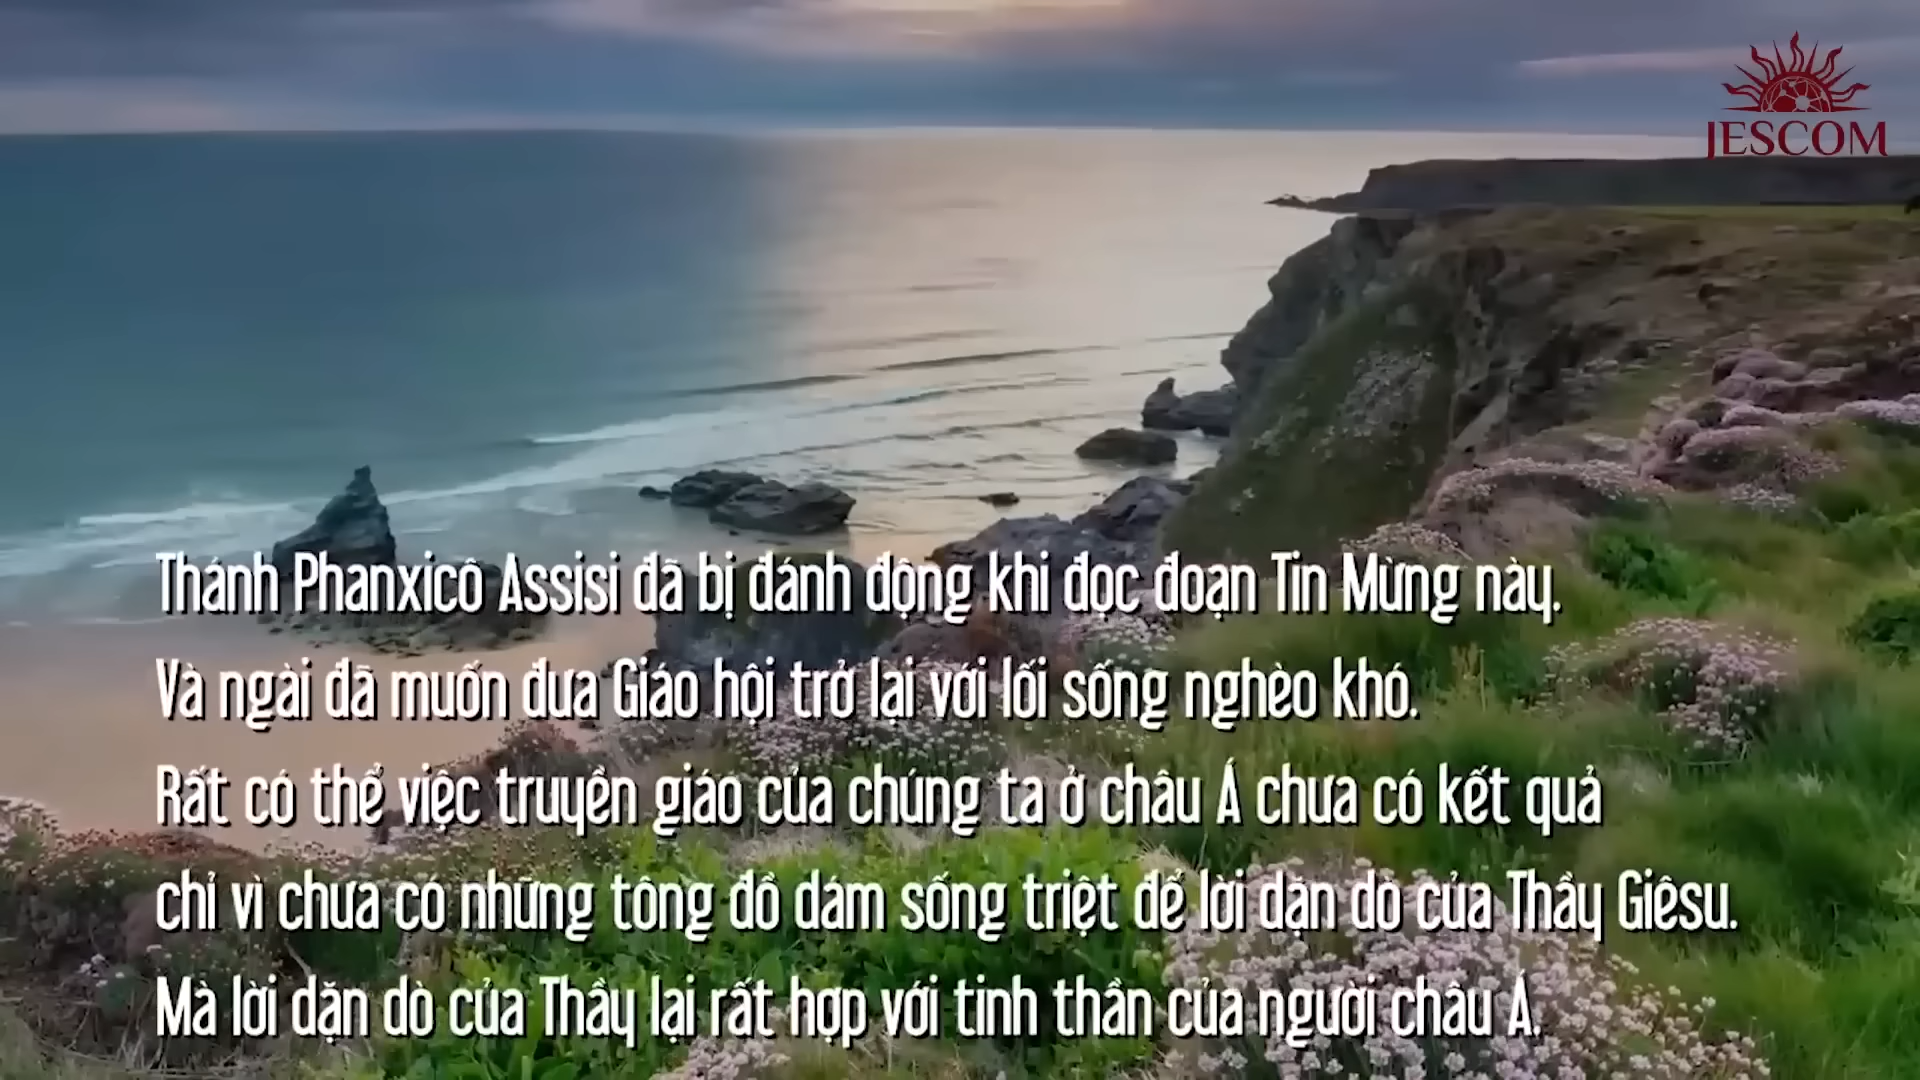 JESCOM
Thánh Phanxicô Assisi đã bị đánh động khi đọc đoạn Tin Mừng này.
Và ngài đã muốn đưa Giáo hội trở lại với lối sống nghèo khó.
Rất có thể việc truyền giáo của chúng ta ở châu Á chưa có kết quả
chỉ vì chưa có những tông đồ dám sống triệt để lời dặn dò của Thầy Giêsu.
Mà lời dặn dò của Thầy lại rất hợp với tinh thần của người châu Á.